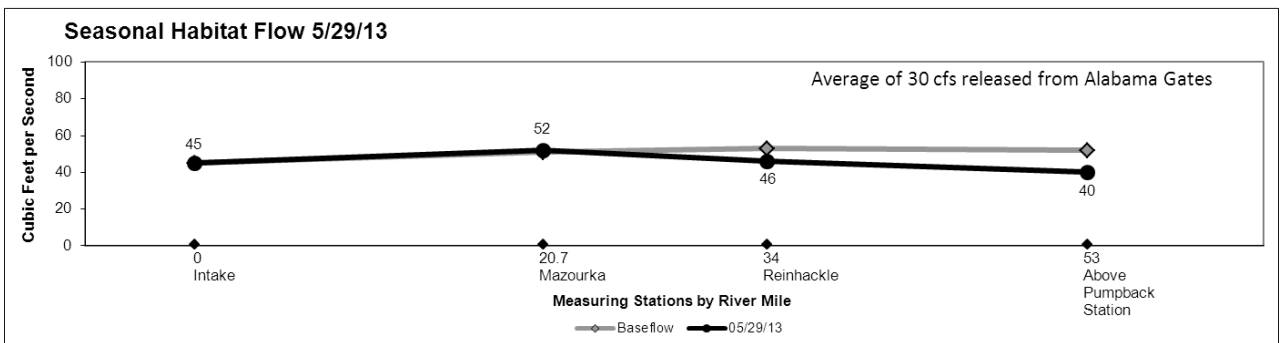 Seasonal Habitat Flow 5/29/13
Average of 30 cfs released from Alabama Gates
Cubic Feet per Second
100
80
60
40
20
0
45
52
46
40
0
Intake
20.7
Mazourka
34
Reinhackle
53
Above
Pumpback
Station
Measuring Stations by River Mile
Baseflow
05/29/13